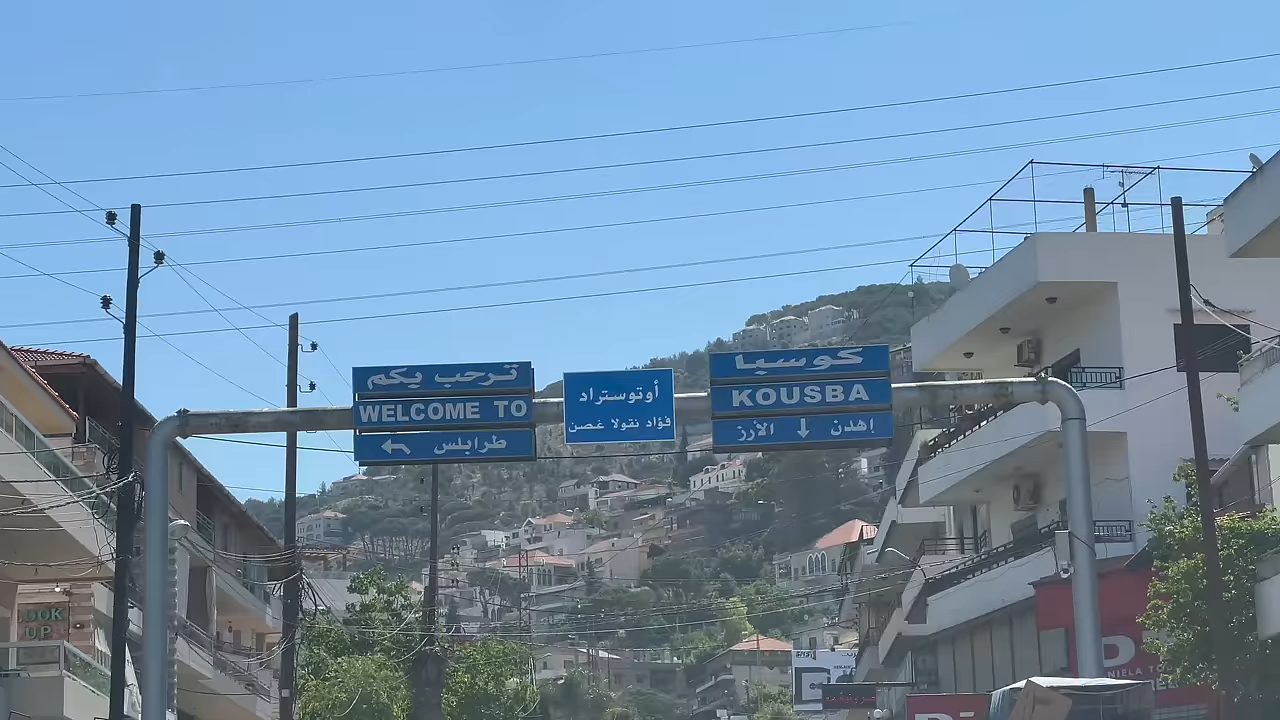 ترحب بكم
WELCOME TO
طرابلس
أوتوستراد
فؤاد نقولا غصن
كوسبا
KOUSBA
إهدن الأرز
LOOK
UP